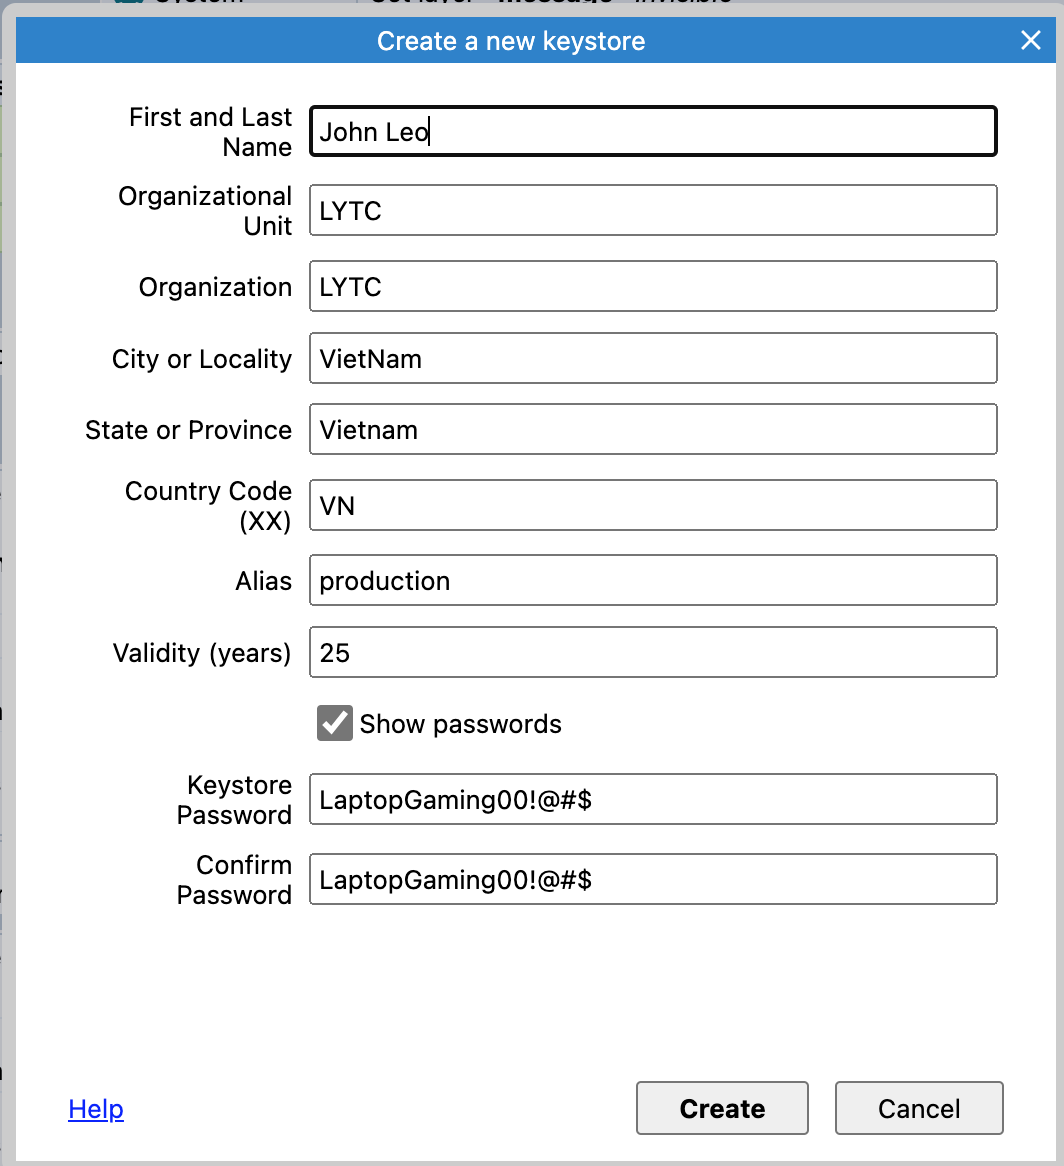 Create a new keystore
First and Last
Name
John Leo
Organizational
Unit
LYTC
Organization
LYTC
City or Locality
VietNam
State or Province
Vietnam
Country Code
(XX)
VN
Alias
production
Validity (years)
25
Show passwords
Keystore
Password
LaptopGaming00!@#$
Confirm
Password
LaptopGaming00!@#$
Help
Create
Cancel